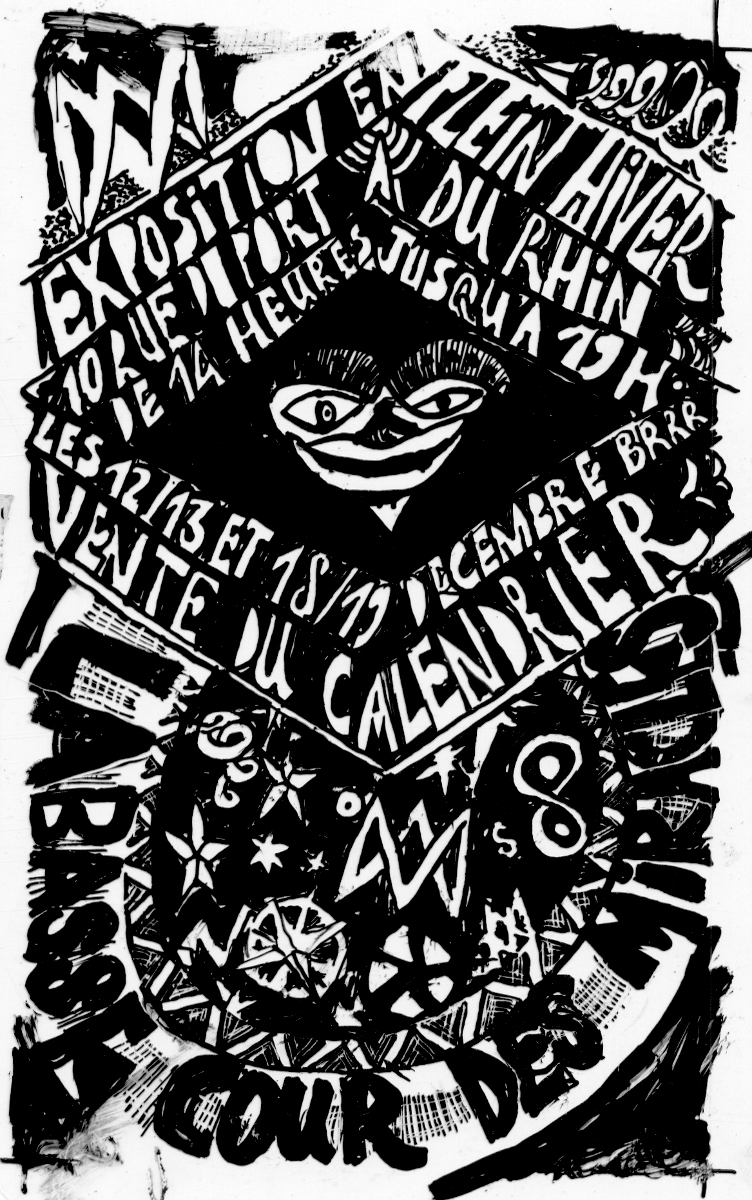 EXPOSITION EN PLEIN HIVER
10 RUE DU PORT DU RHIN
DE 14 HEURES JUSQU'A 19 H.
LES 12/13 ET 18/19 DECEMBRE BRRR
VENTE DU CALENDRIER
8
LA BASSE COUR DES MIRACLES